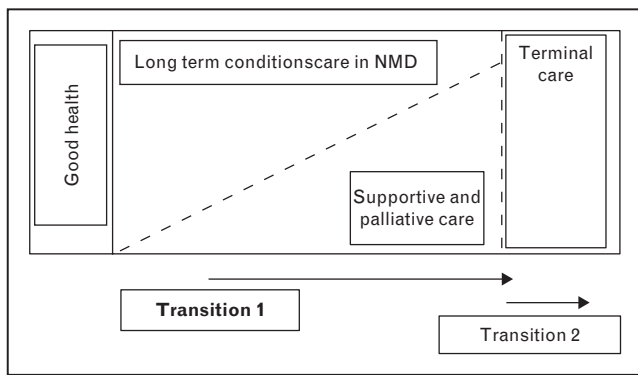 Good health
Long term conditionscare in NMD
Terminal
care
Supportive and
palliative care
Transition 1
Transition 2